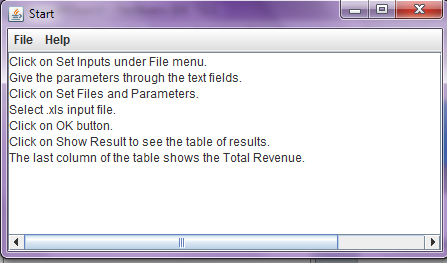 Start
File Help
Click on Set Inputs under File menu.
Give the parameters through the text fields.
Click on Set Files and Parameters.
Select .xls input file.
Click on OK button.
Click on Show Result to see the table of results.
The last column of the table shows the Total Revenue.